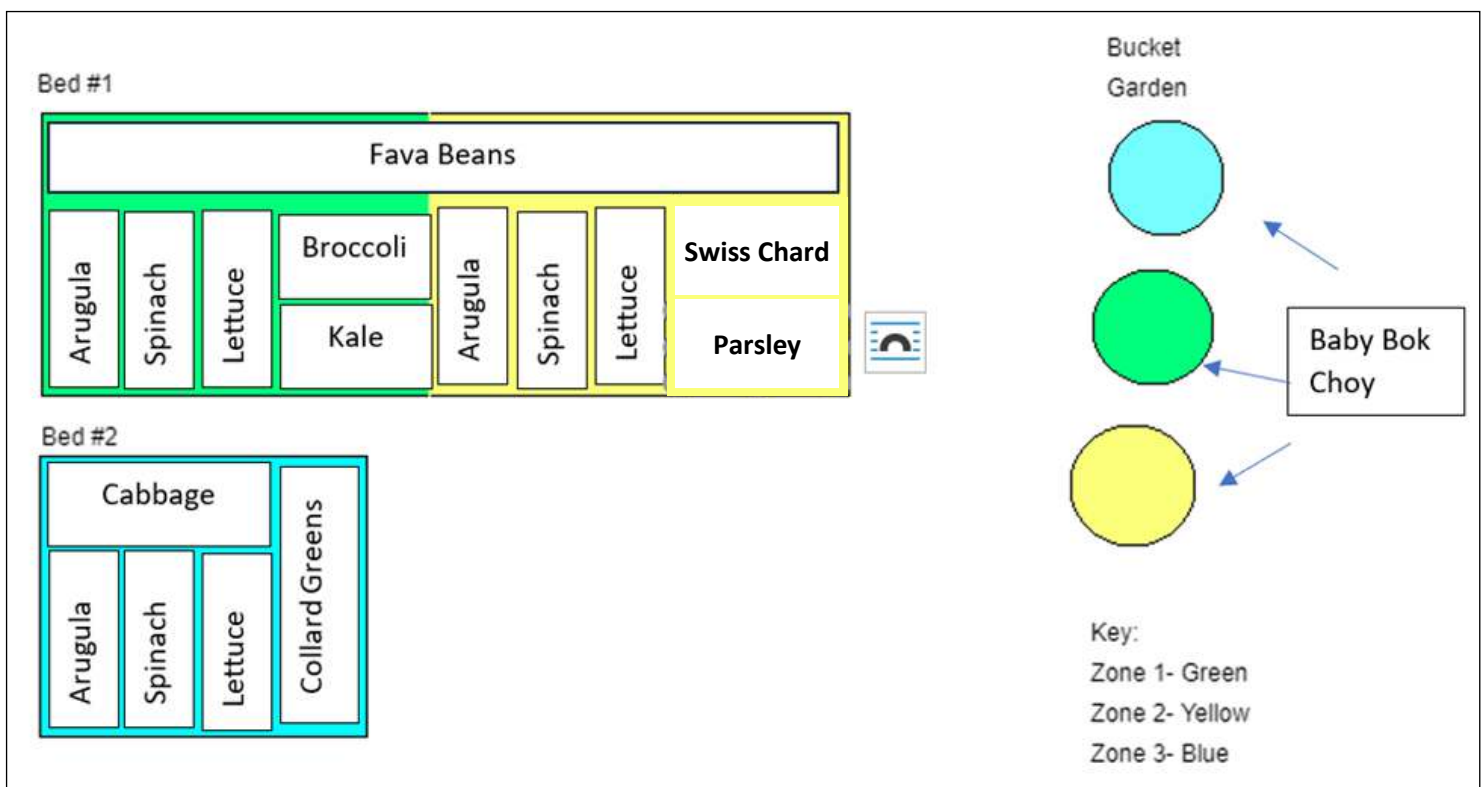 Bed #1
Fava Beans
Arugula
Spinach
Lettuce
Broccoli
Kale
Arugula
Spinach
Lettuce
Swiss Chard
Parsley
Bed #2
Cabbage
Arugula
Spinach
Lettuce
Collard Greens
Bucket
Garden
Baby Bok
Choy
Key:
Zone 1- Green
Zone 2- Yellow
Zone 3- Blue